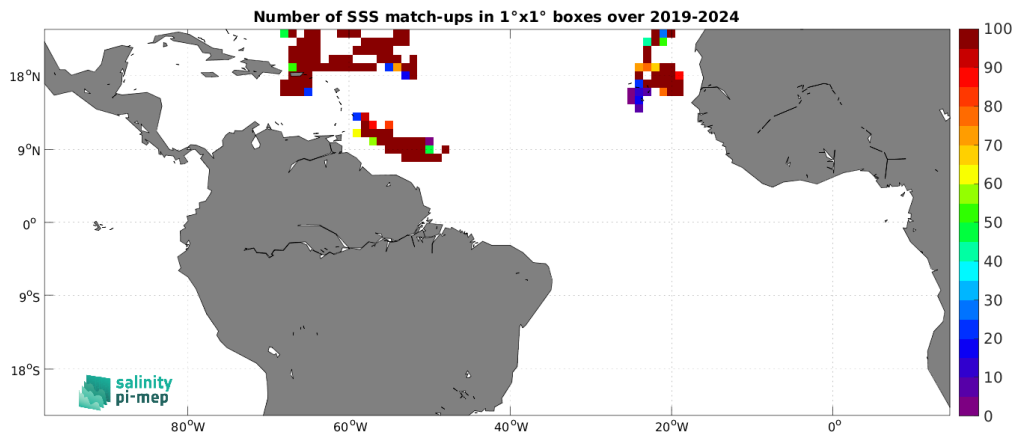 Number of SSS match-ups in 1°x1° boxes over 2019-2024
100
90
80
70
60
50
40
30
20
10
0
18°N
9°N
0°
9°S
18°S
salinity
pi-mep
80°W
60°W
40°W
20°W
0°